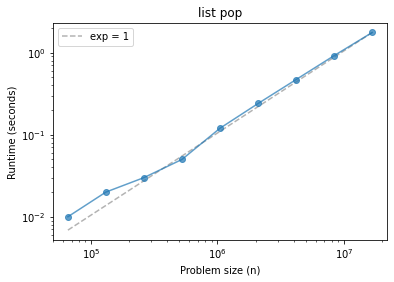 list pop
exp = 1
Runtime (seconds)
10⁰
10⁻¹
10⁻²
10⁵
10⁶
10⁷
Problem size (n)